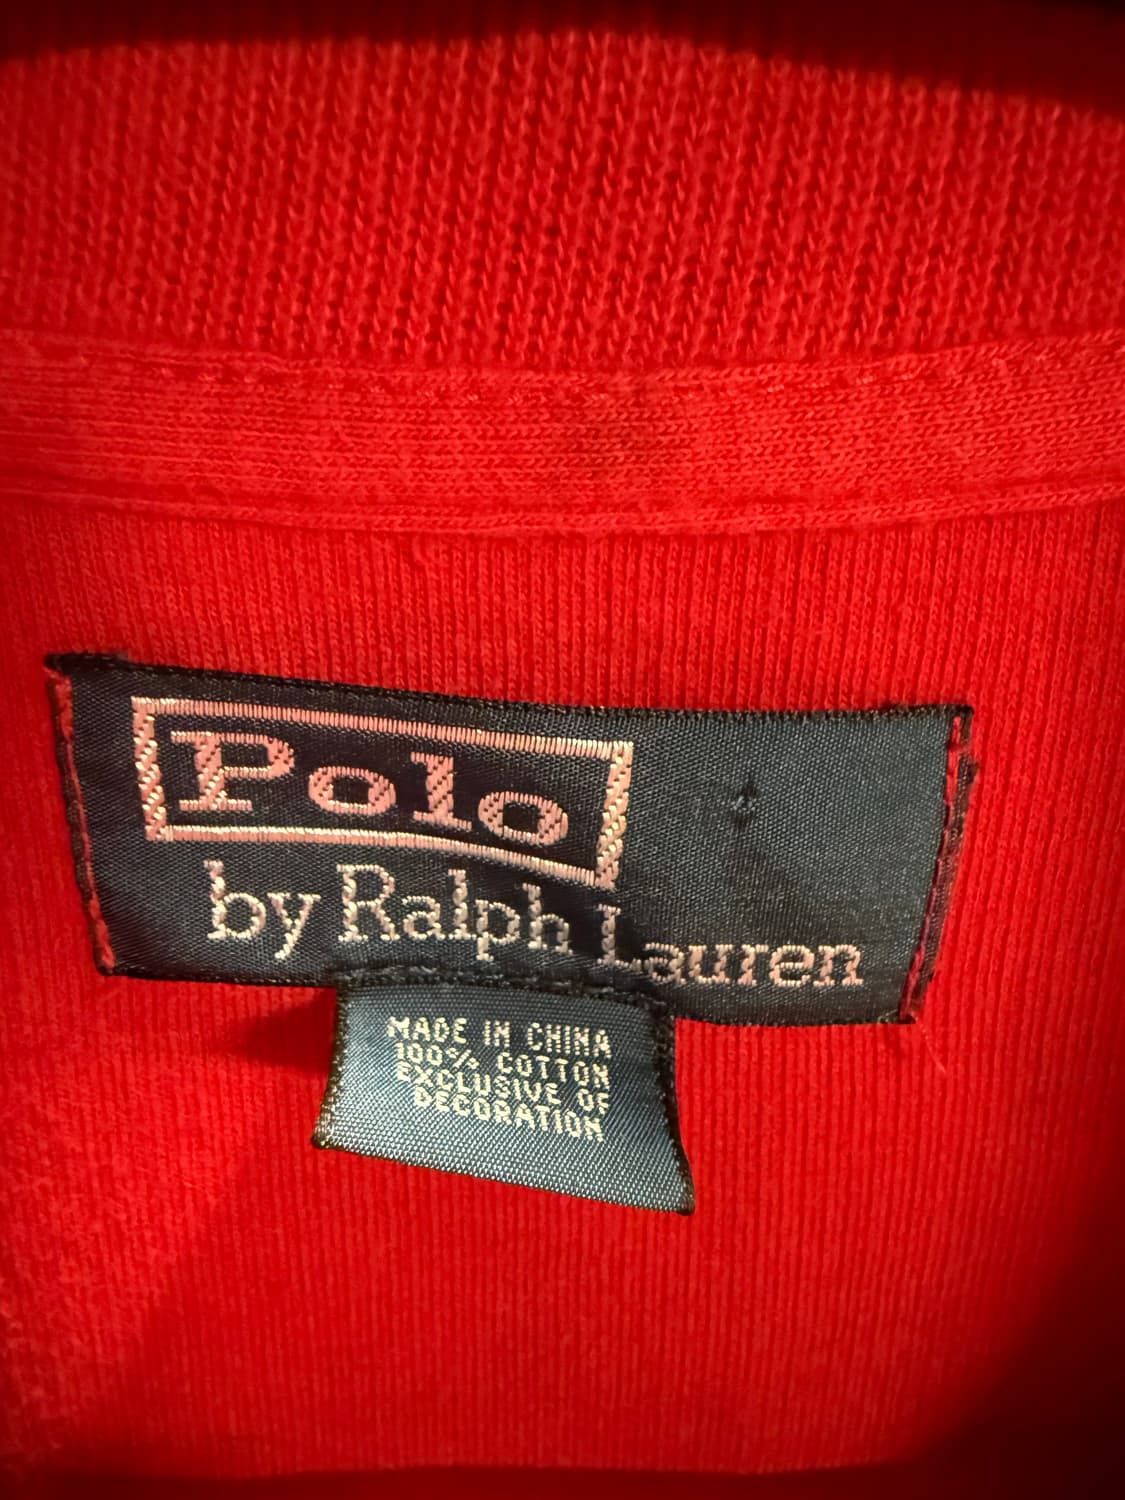 Polo
by Ralph Lauren
MADE IN CHINA
100% COTTON
EXCLUSIVE OF
DECORATION